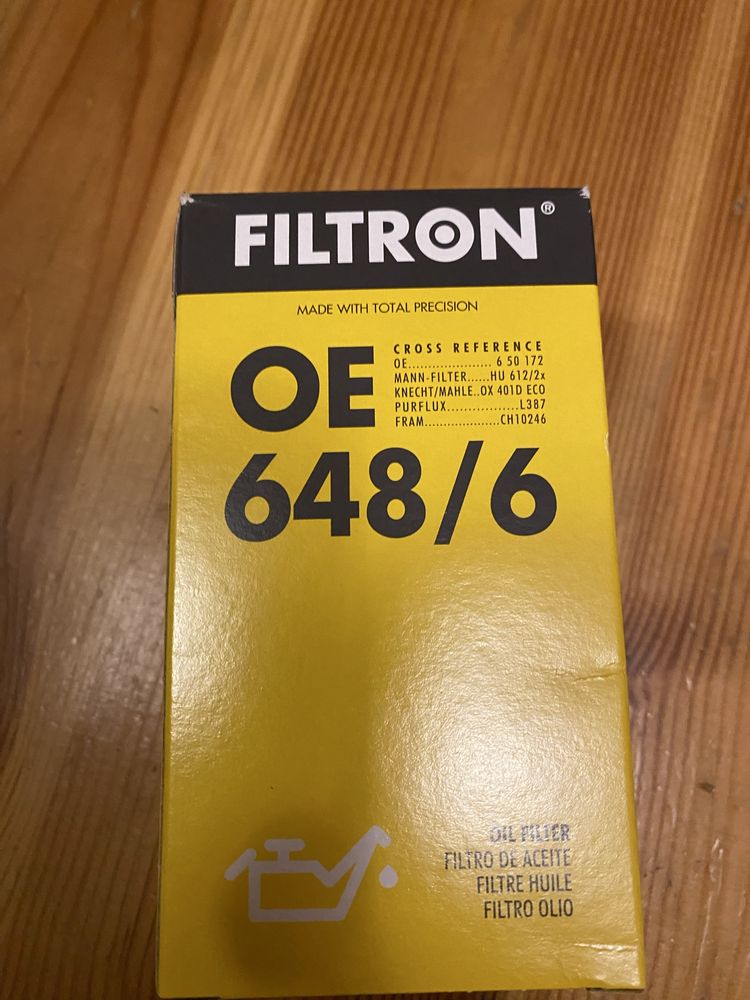 FILTRON®
MADE WITH TOTAL PRECISION
OE
648/6
CROSS REFERENCE
OE..................... 6 50 172
MANN-FILTER......HU 612/2x
KNECHT/MAHLE..OX 401D ECO
PURFLUX.................L387
FRAM.....................CH10246
OIL FILTER
FILTRO DE ACEITE
FILTRE HUILE
FILTRO OLIO